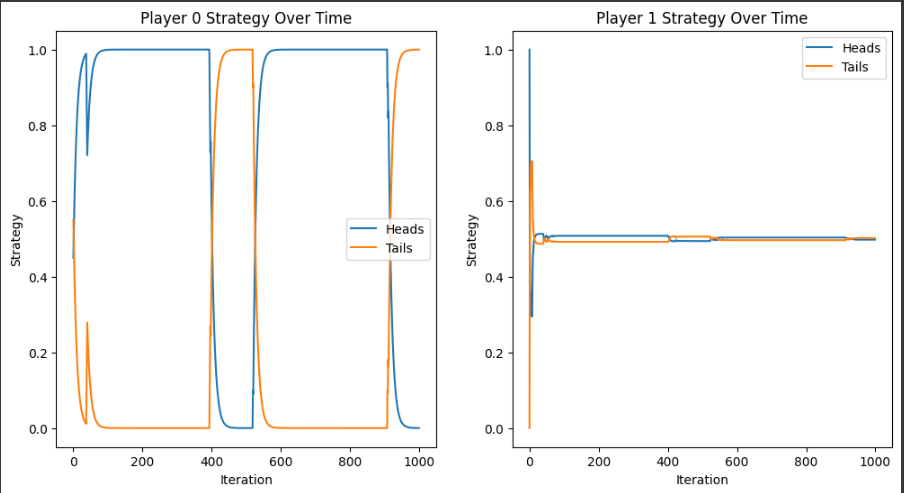 Player 0 Strategy Over Time
1.0
0.8
0.6
0.4
0.2
0.0
Strategy
Heads
Tails
0
200
400
600
800
1000
Iteration
Player 1 Strategy Over Time
1.0
0.8
0.6
0.4
0.2
0.0
Strategy
Heads
Tails
0
200
400
600
800
1000
Iteration